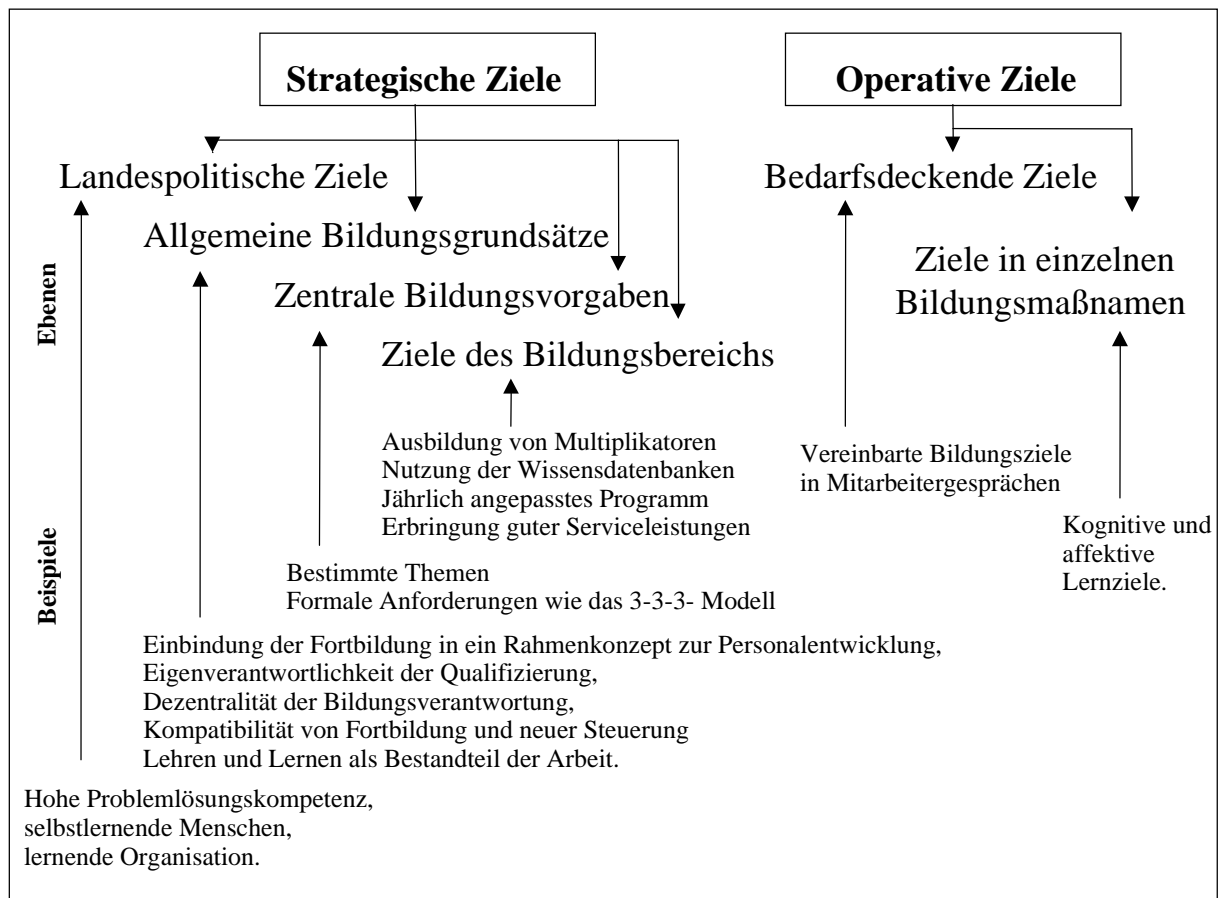 Strategische Ziele
Operative Ziele
Landespolitische Ziele
Bedarfsdeckende Ziele
Allgemeine Bildungsgrundsätze
Ziele in einzelnen
Bildungsmaßnamen
Zentrale Bildungsvorgaben
Ziele des Bildungsbereichs
Ebenen
Ausbildung von Multiplikatoren
Nutzung der Wissensdatenbanken
Jährlich angepasstes Programm
Erbringung guter Serviceleistungen
Vereinbarte Bildungsziele
in Mitarbeitergesprächen
Kognitive und
affektive
Lernziele.
Beispiele
Bestimmte Themen
Formale Anforderungen wie das 3-3-3- Modell
Einbindung der Fortbildung in ein Rahmenkonzept zur Personalentwicklung,
Eigenverantwortlichkeit der Qualifizierung,
Dezentralität der Bildungsverantwortung,
Kompatibilität von Fortbildung und neuer Steuerung
Lehren und Lernen als Bestandteil der Arbeit.
Hohe Problemlösungskompetenz,
selbstlernende Menschen,
lernende Organisation.